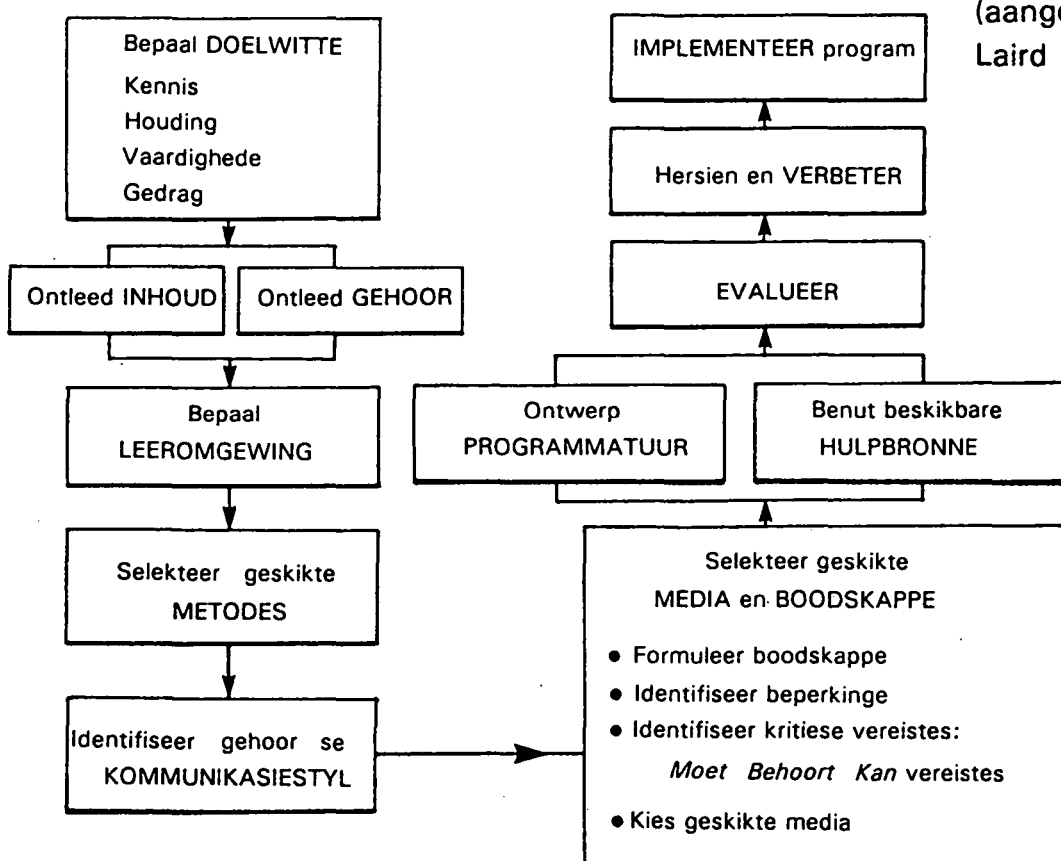 Bepaal DOELWITTE
Kennis
Houding
Vaardighede
Gedrag
Ontleed INHOUD
Ontleed GEHOOR
Bepaal
LEEROMGEWING
Selekteer geskikte
METODES
Identifiseer gehoor se
KOMMUNIKASIESTYL
Selekteer geskikte
MEDIA en BOODSKAPPE
● Formuleer boodskappe
● Identifiseer beperkinge
● Identifiseer kritiese vereistes:
Moet Behoort Kan vereistes
● Kies geskikte media
Ontwerp
PROGRAMMATUUR
Benut beskikbare
HULPBRONNE
EVALUEER
Hersien en VERBETER
IMPLEMENTEER program
Laird